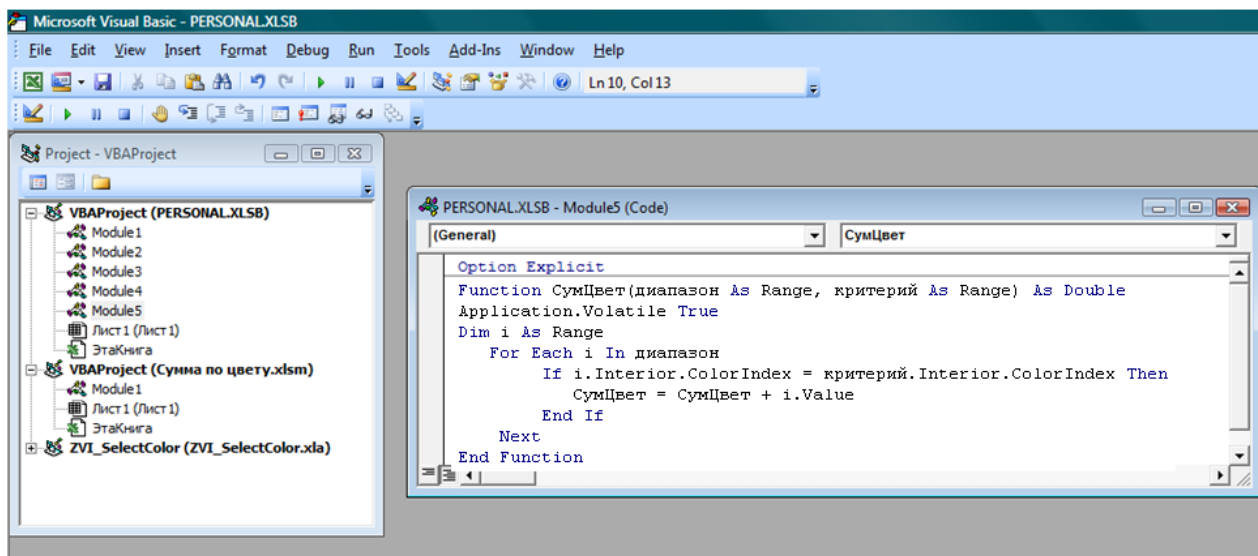 Microsoft Visual Basic - PERSONAL.XLSB
File Edit View Insert Format Debug Run Tools Add-Ins Window Help
Ln 10, Col 13
Project - VBAProject
VBAProject (PERSONAL.XLSB)
Module1
Module2
Module3
Module4
Module5
Лист1 (Лист1)
ЭтаКнига
VBAProject (Сумма по цвету.xlsm)
Module1
Лист1 (Лист1)
ЭтаКнига
ZVI_SelectColor (ZVI_SelectColor.xla)
PERSONAL.XLSB - Module5 (Code)
(General) СумЦвет
Option Explicit
Function СумЦвет(диапазон As Range, критерий As Range) As Double
Application.Volatile True
Dim i As Range
For Each i In диапазон
If i.Interior.ColorIndex = критерий.Interior.ColorIndex Then
СумЦвет = СумЦвет + i.Value
End If
Next
End Function